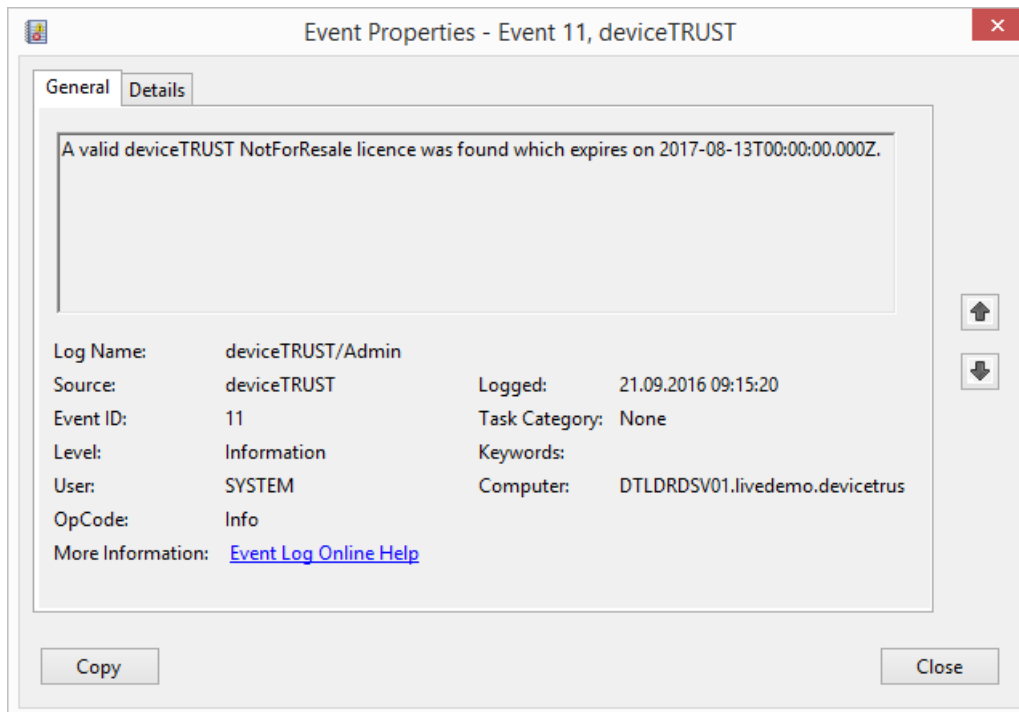 Event Properties - Event 11, deviceTRUST
General Details
A valid deviceTRUST NotForResale licence was found which expires on 2017-08-13T00:00:00.000Z.
Log Name: deviceTRUST/Admin
Source: deviceTRUST Logged: 21.09.2016 09:15:20
Event ID: 11 Task Category: None
Level: Information Keywords:
User: SYSTEM Computer: DTLDRDSV01.livedemo.devicetrus
OpCode: Info
More Information: Event Log Online Help
Copy Close